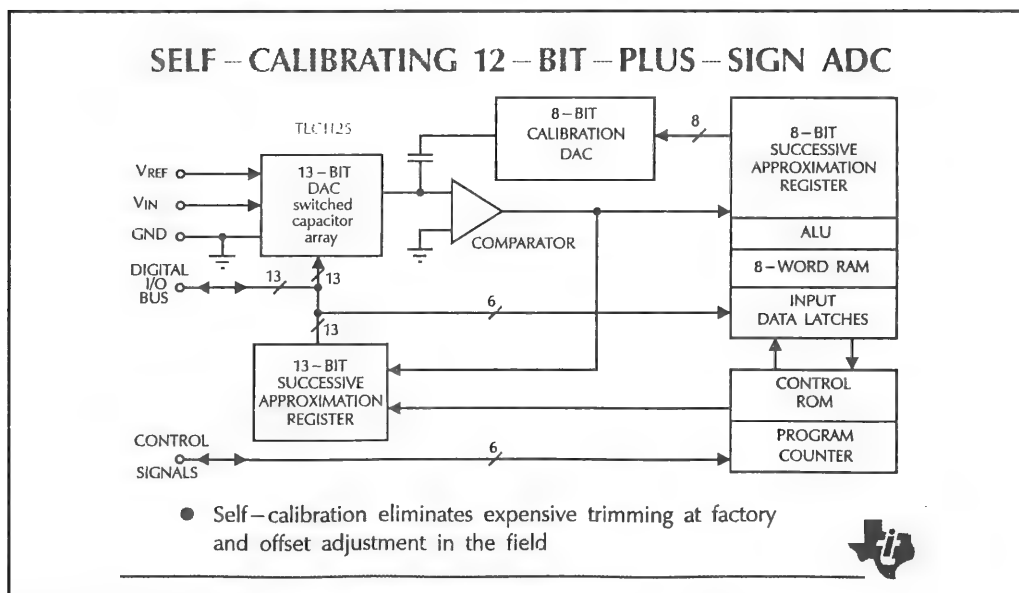 SELF-CALIBRATING 12-BIT-PLUS-SIGN ADC
8-BIT
CALIBRATION
DAC
8
8-BIT
SUCCESSIVE
APPROXIMATION
REGISTER
VREF
VIN
GND
13-BIT
DAC
switched
capacitor
array
COMPARATOR
ALU
8-WORD RAM
DIGITAL
I/O
BUS
13
13
13
6
INPUT
DATA LATCHES
13-BIT
SUCCESSIVE
APPROXIMATION
REGISTER
CONTROL
ROM
PROGRAM
COUNTER
CONTROL
SIGNALS
6
● Self-calibration eliminates expensive trimming at factory
and offset adjustment in the field
ti